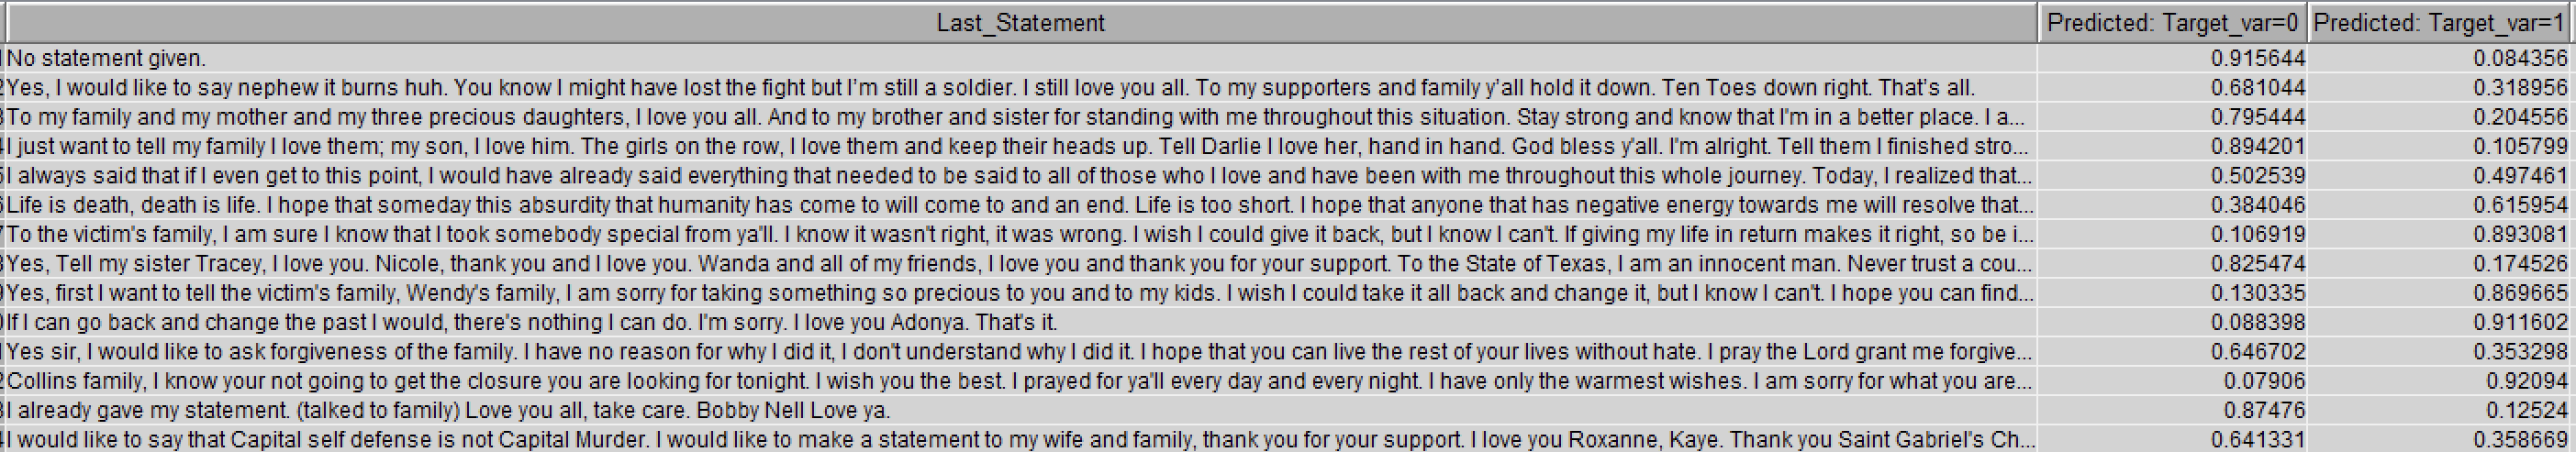 Last_Statement Predicted: Target_var=0 Predicted: Target_var=1
No statement given. 0.915644 0.084356
Yes, I would like to say nephew it burns huh. You know I might have lost the fight but I'm still a soldier. I still love you all. To my supporters and family y'all hold it down. Ten Toes down right. That's all. 0.681044 0.318956
To my family and my mother and my three precious daughters, I love you all. And to my brother and sister for standing with me throughout this situation. Stay strong and know that I'm in a better place. I a... 0.795444 0.204556
I just want to tell my family I love them; my son, I love him. The girls on the row, I love them and keep their heads up. Tell Darlie I love her, hand in hand. God bless y'all. I'm alright. Tell them I finished stro... 0.894201 0.105799
I always said that if I even get to this point, I would have already said everything that needed to be said to all of those who I love and have been with me throughout this whole journey. Today, I realized that... 0.502539 0.497461
Life is death, death is life. I hope that someday this absurdity that humanity has come to will come to and an end. Life is too short. I hope that anyone that has negative energy towards me will resolve that... 0.384046 0.615954
To the victim's family, I am sure I know that I took somebody special from ya'll. I know it wasn't right, it was wrong. I wish I could give it back, but I know I can't. If giving my life in return makes it right, so be i... 0.106919 0.893081
Yes, Tell my sister Tracey, I love you. Nicole, thank you and I love you. Wanda and all of my friends, I love you and thank you for your support. To the State of Texas, I am an innocent man. Never trust a cou... 0.825474 0.174526
Yes, first I want to tell the victim's family, Wendy's family, I am sorry for taking something so precious to you and to my kids. I wish I could take it all back and change it, but I know I can't. I hope you can find... 0.130335 0.869665
If I can go back and change the past I would, there's nothing I can do. I'm sorry. I love you Adonya. That's it. 0.088398 0.911602
Yes sir, I would like to ask forgiveness of the family. I have no reason for why I did it, I don't understand why I did it. I hope that you can live the rest of your lives without hate. I pray the Lord grant me forgive... 0.646702 0.353298
Collins family, I know your not going to get the closure you are looking for tonight. I wish you the best. I prayed for ya'll every day and every night. I have only the warmest wishes. I am sorry for what you are... 0.07906 0.92094
I already gave my statement. (talked to family) Love you all, take care. Bobby Nell Love ya. 0.87476 0.12524
I would like to say that Capital self defense is not Capital Murder. I would like to make a statement to my wife and family, thank you for your support. I love you Roxanne, Kaye. Thank you Saint Gabriel's Ch... 0.641331 0.358669